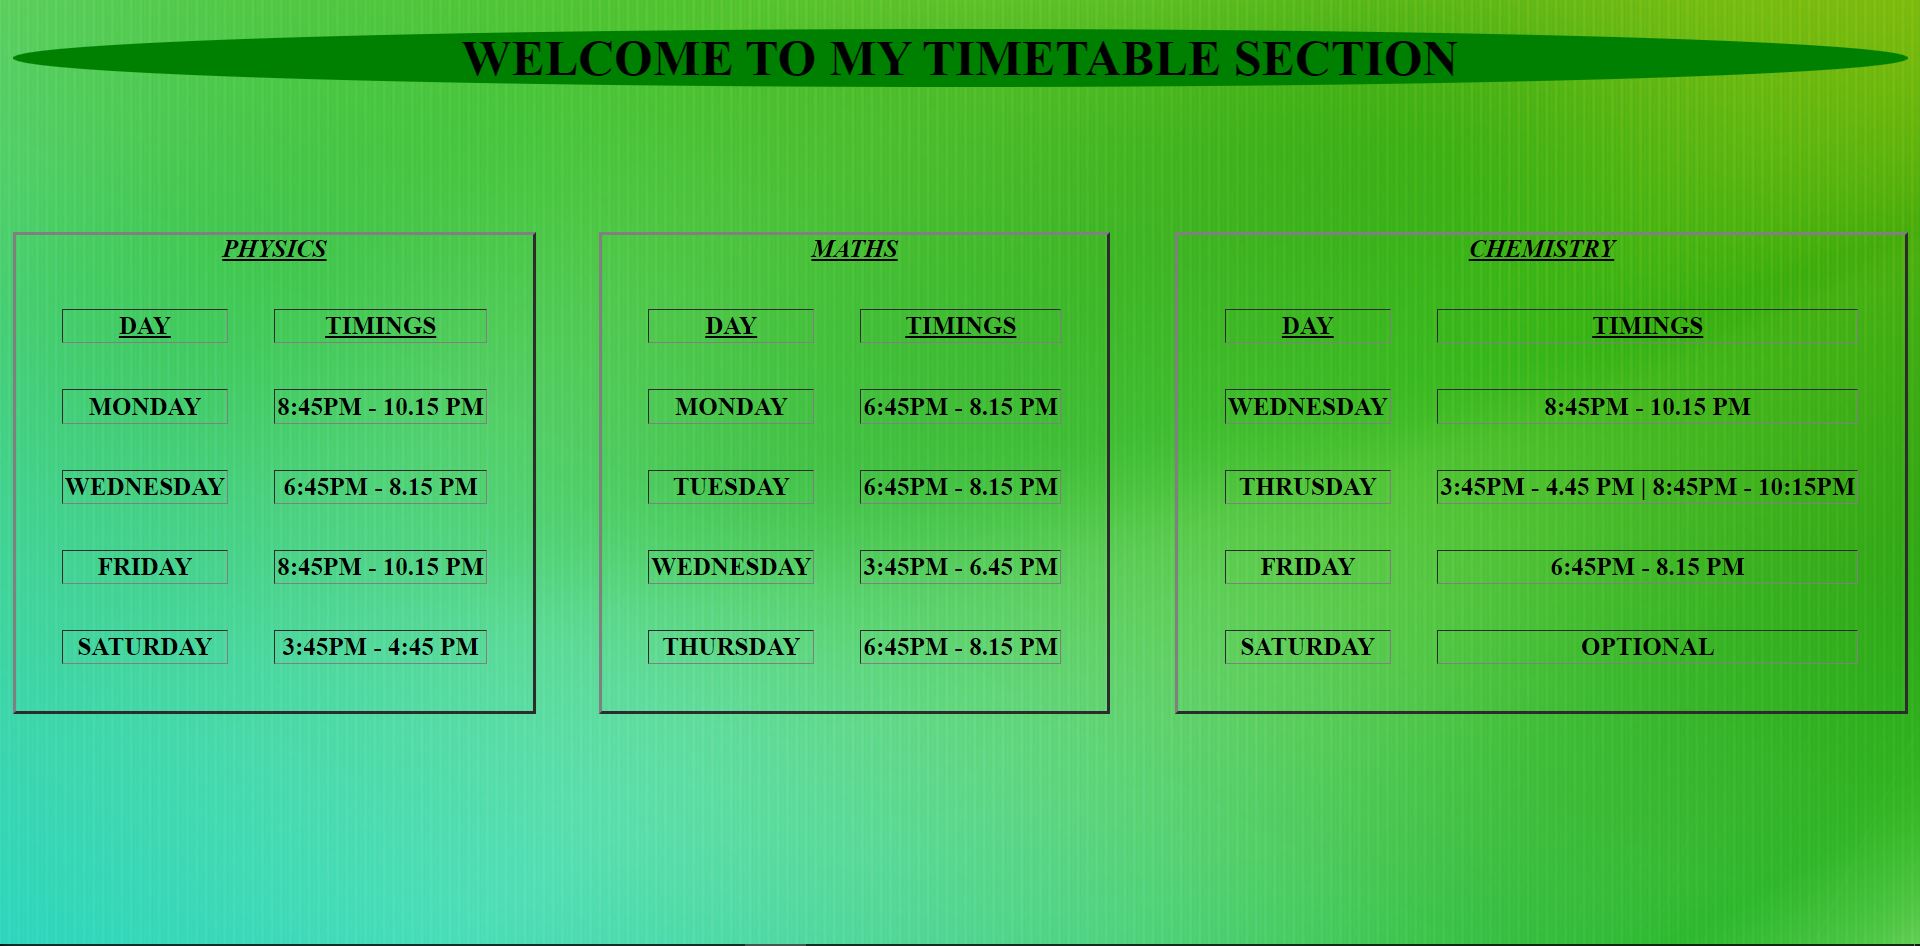 WELCOME TO MY TIMETABLE SECTION
PHYSICS
DAY TIMINGS
MONDAY 8:45PM - 10.15 PM
WEDNESDAY 6:45PM - 8.15 PM
FRIDAY 8:45PM - 10.15 PM
SATURDAY 3:45PM - 4:45 PM
MATHS
DAY TIMINGS
MONDAY 6:45PM - 8.15 PM
TUESDAY 6:45PM - 8.15 PM
WEDNESDAY 3:45PM - 6.45 PM
THURSDAY 6:45PM - 8.15 PM
CHEMISTRY
DAY TIMINGS
WEDNESDAY 8:45PM - 10.15 PM
THRUSDAY 3:45PM - 4.45 PM | 8:45PM - 10:15PM
FRIDAY 6:45PM - 8.15 PM
SATURDAY OPTIONAL